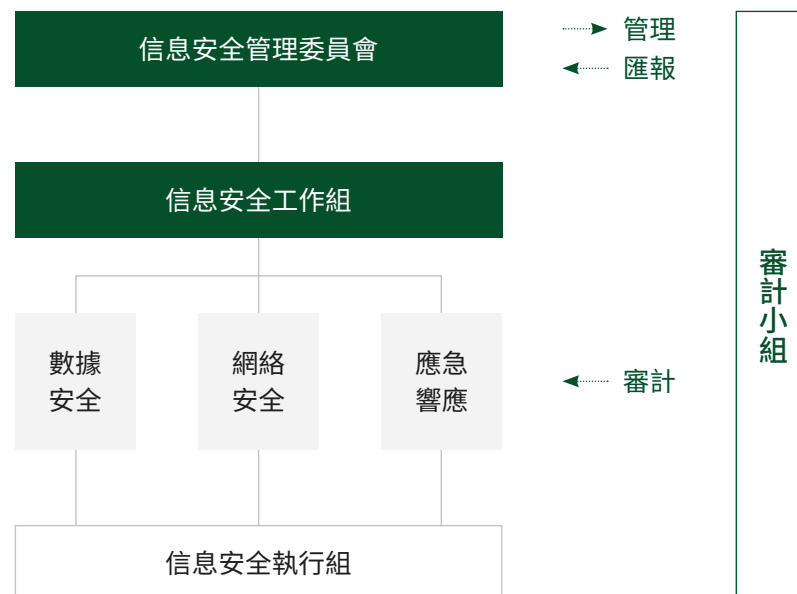 信息安全管理委員會
管理
匯報
信息安全工作組
數據
安全
網絡
安全
應急
響應
審計
信息安全執行組
審計小組